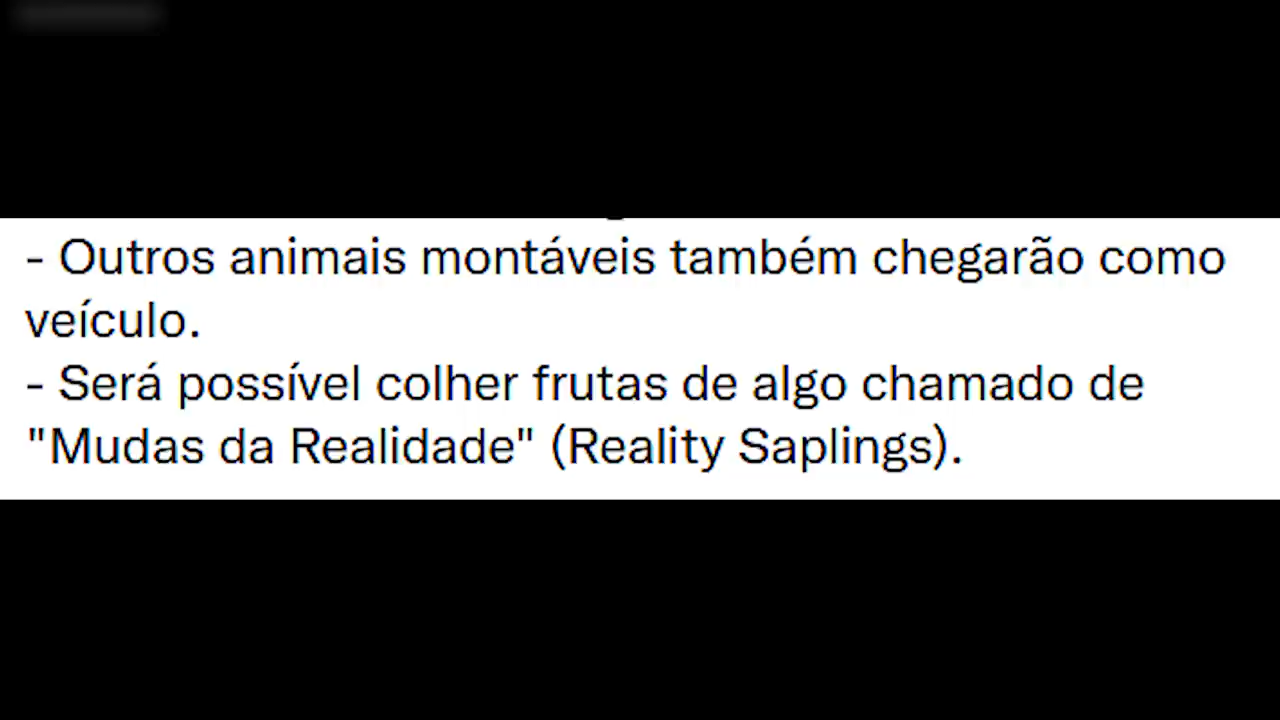 - Outros animais montáveis também chegarão como
veículo.
- Será possível colher frutas de algo chamado de
"Mudas da Realidade" (Reality Saplings).